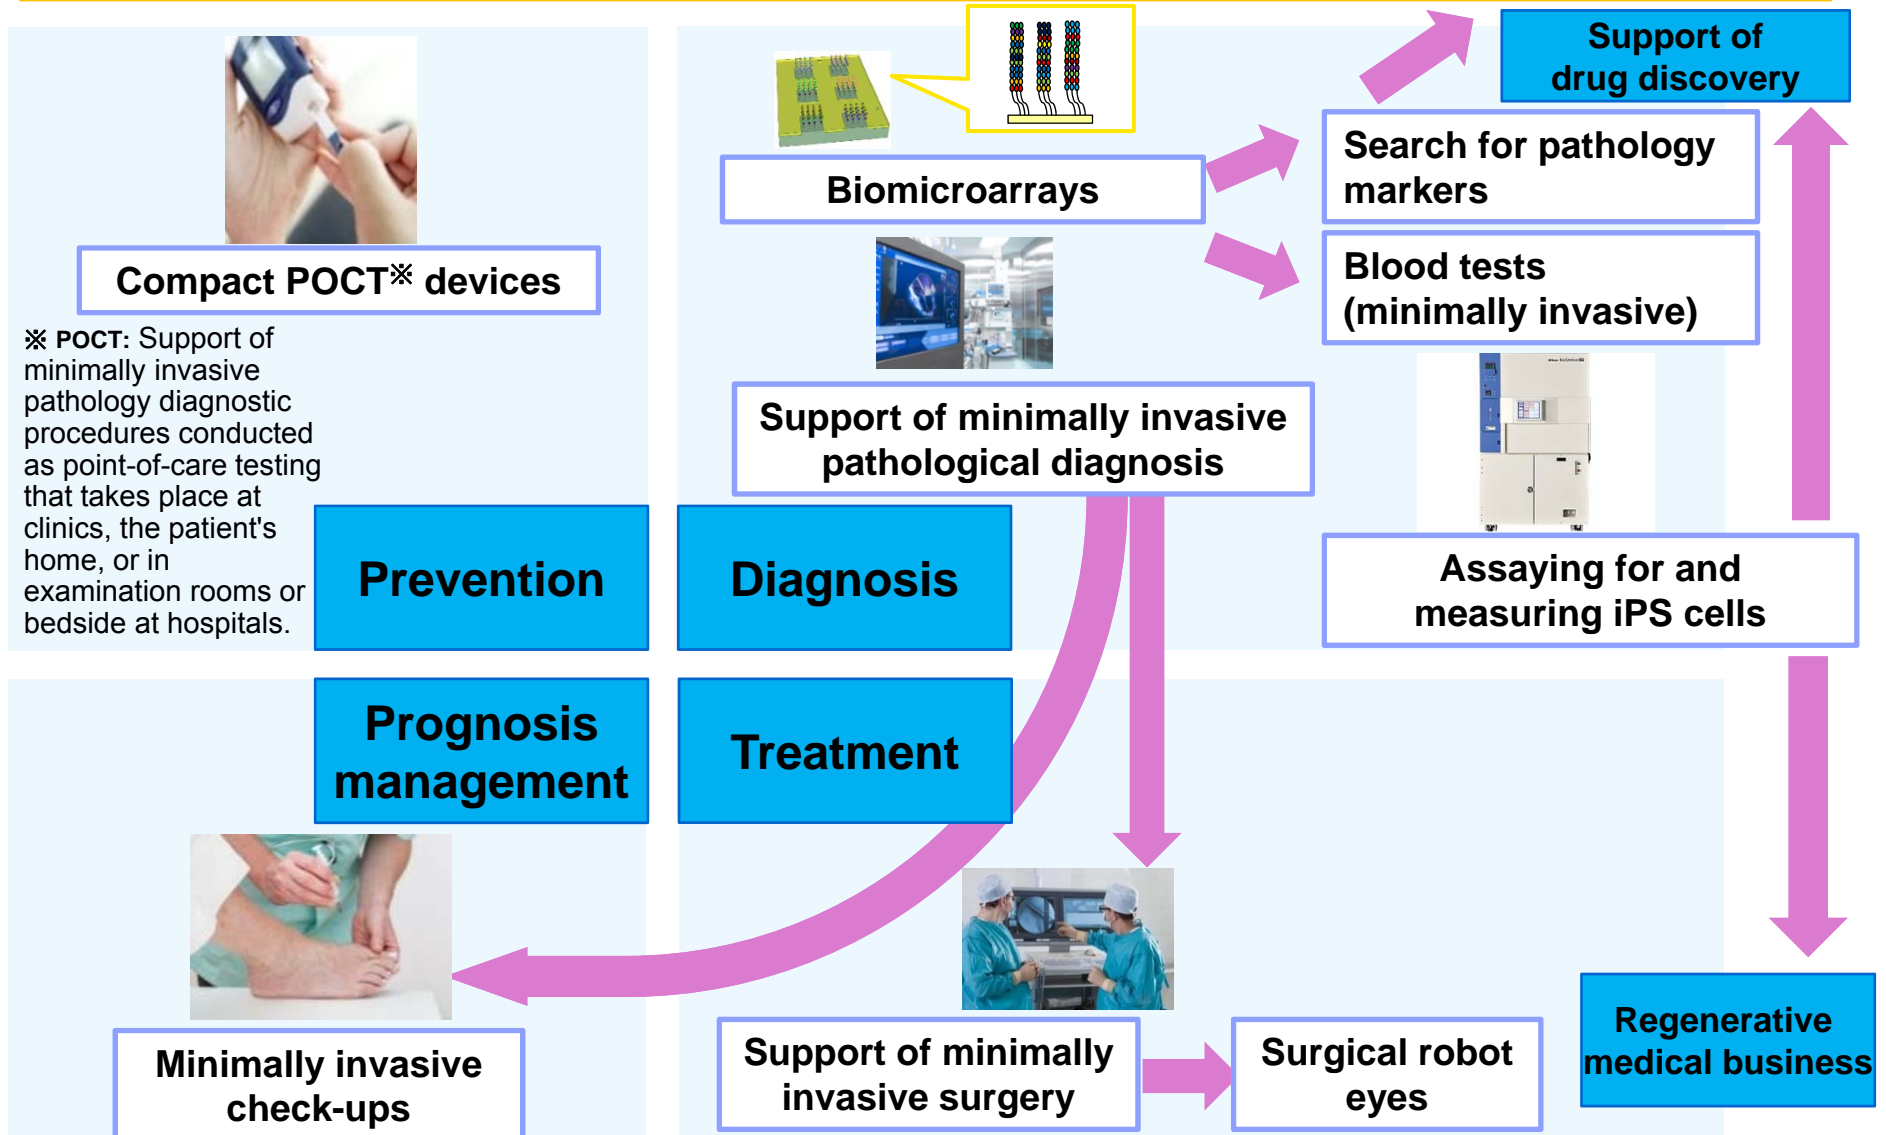 Support of
drug discovery
Search for pathology
markers
Biomicroarrays
Compact POCT※ devices
Blood tests
(minimally invasive)
※ POCT: Support of
minimally invasive
pathology diagnostic
procedures conducted
as point-of-care testing
that takes place at
clinics, the patient's
home, or in
examination rooms or
bedside at hospitals.
Support of minimally invasive
pathological diagnosis
Assaying for and
measuring iPS cells
Prevention
Diagnosis
Prognosis
management
Treatment
Minimally invasive
check-ups
Support of minimally
invasive surgery
Surgical robot
eyes
Regenerative
medical business